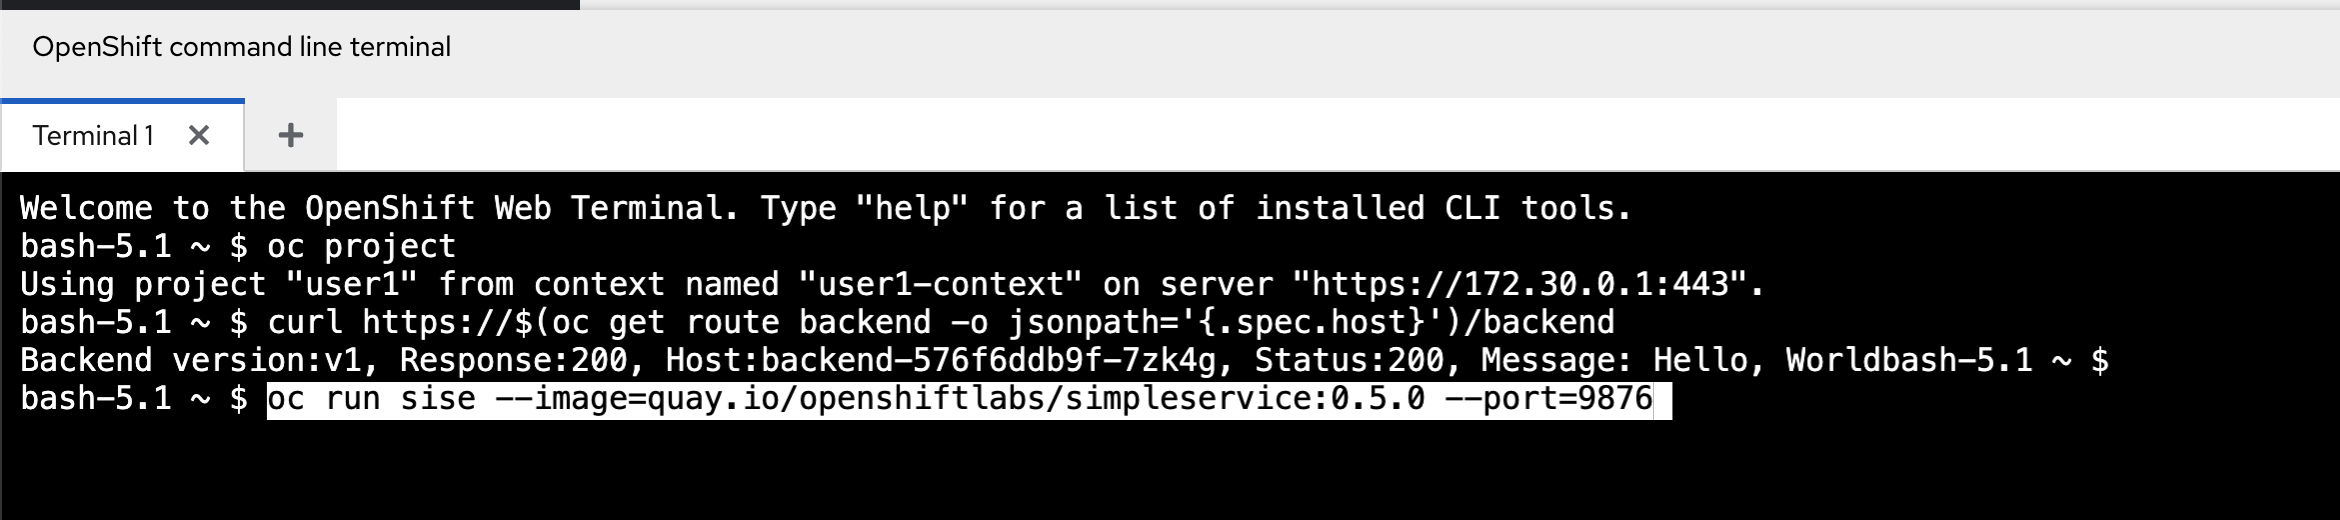 OpenShift command line terminal
Terminal 1
Welcome to the OpenShift Web Terminal. Type "help" for a list of installed CLI tools.
bash-5.1 ~ $ oc project
Using project "user1" from context named "user1-context" on server "https://172.30.0.1:443".
bash-5.1 ~ $ curl https://$(oc get route backend -o jsonpath='{.spec.host}')/backend
Backend version:v1, Response:200, Host:backend-576f6ddb9f-7zk4g, Status:200, Message: Hello, Worldbash-5.1 ~ $
bash-5.1 ~ $ oc run sise --image=quay.io/openshiftlabs/simpleservice:0.5.0 --port=9876